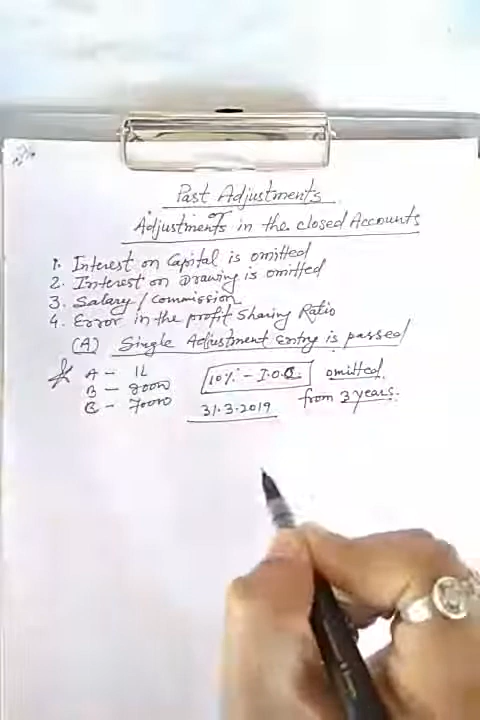 Past Adjustments
or
Adjustments in the closed Accounts
1. Interest on Capital is omitted
2. Interest on Drawing is omitted
3. Salary / Commission
4. Error in the profit Sharing Ratio
(A) Single Adjustment entry is passed
A - 1L 10% - I.O.C. omitted
B - 80000 from 3 years.
C - 70000 31.3.2019